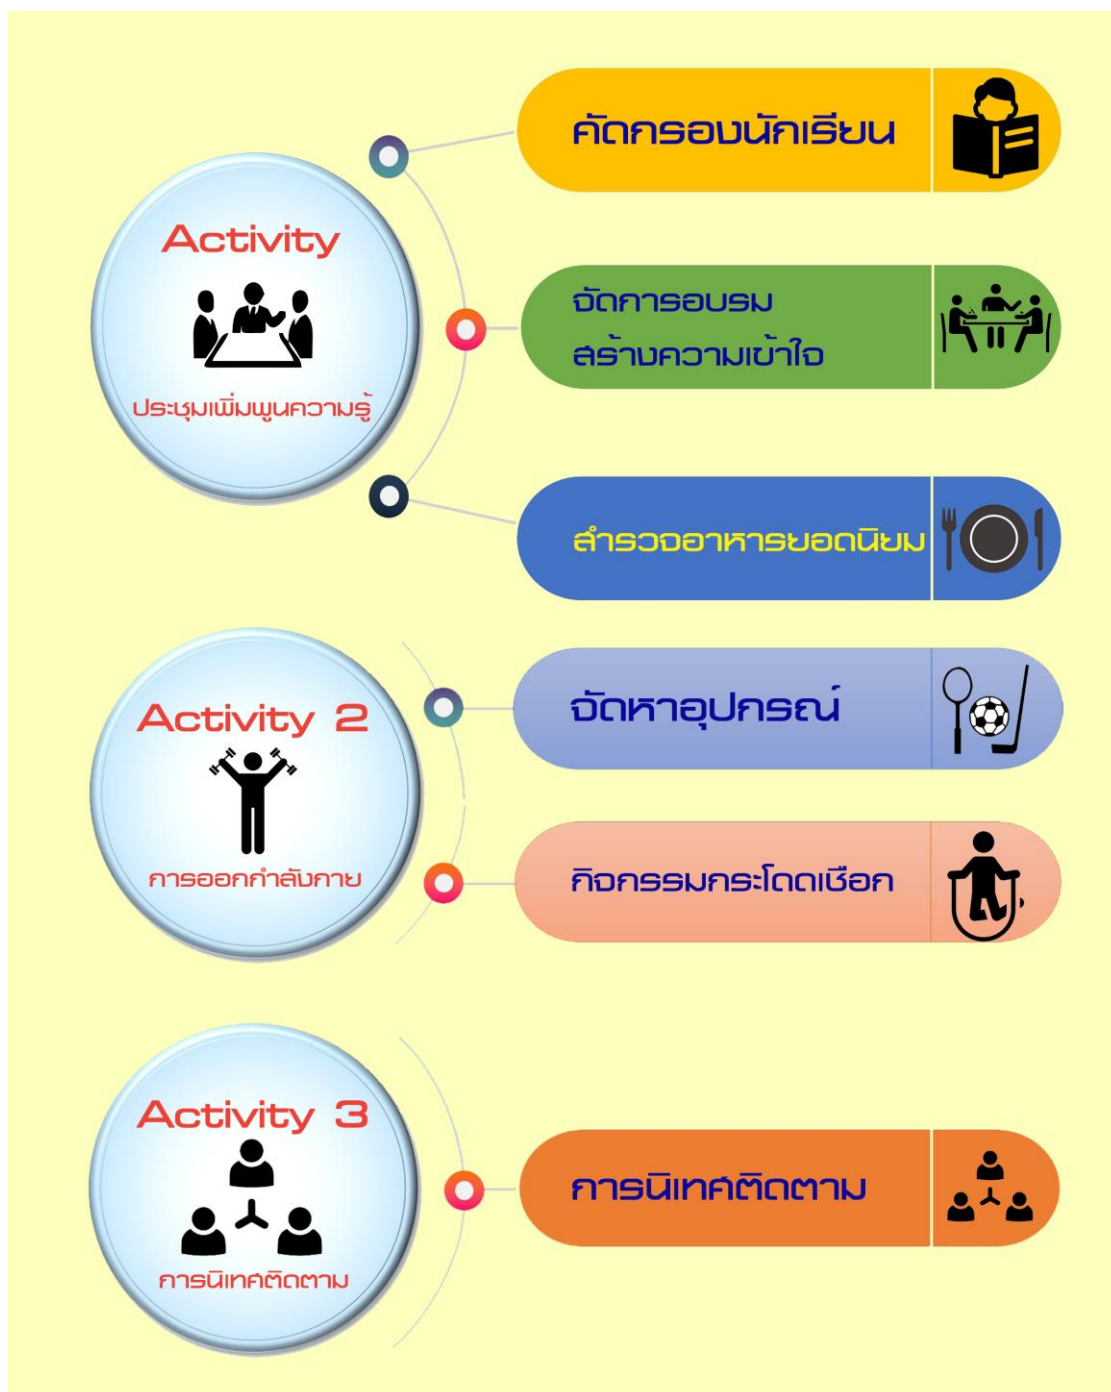 Activity
ประชุมเพิ่มพูนความรู้
คัดกรองนักเรียน
จัดการอบรม
สร้างความเข้าใจ
สำรวจอาหารยอดนิยม
Activity 2
การออกกำลังกาย
จัดหาอุปกรณ์
กิจกรรมกระโดดเชือก
Activity 3
การนิเทศติดตาม
การนิเทศติดตาม